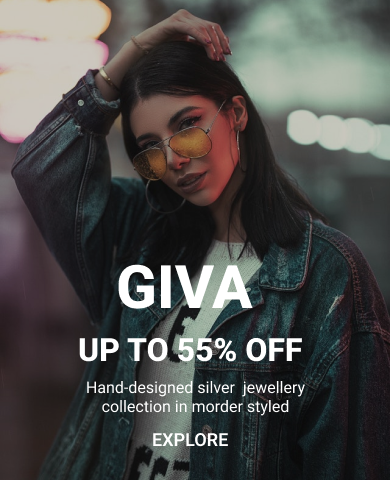 GIVA
UP TO 55% OFF
Hand-designed silver jewellery
collection in morder styled
EXPLORE